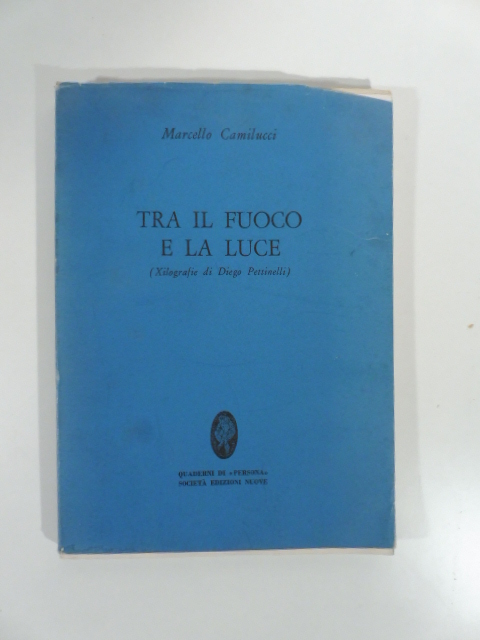 Marcello Camilucci
TRA IL FUOCO
E LA LUCE
(Xilografie di Diego Pettinelli)
QUADERNI DI «PERSONA»
SOCIETÀ EDIZIONI NUOVE